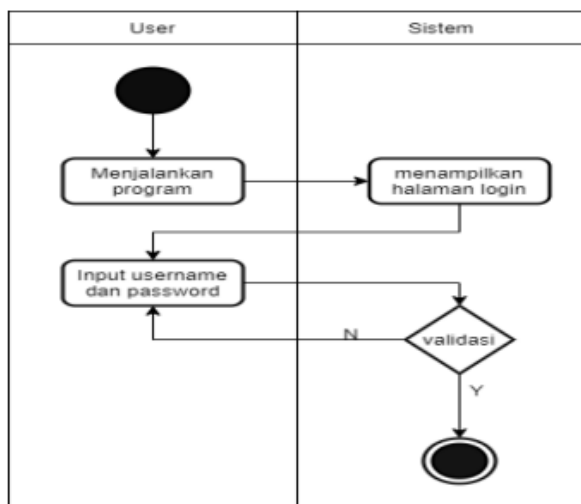 User
Sistem
Menjalankan
program
menampilkan
halaman login
Input username
dan password
validasi
N
Y